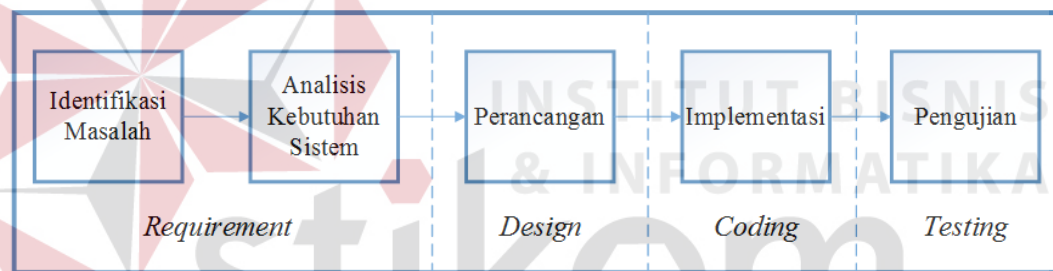 Identifikasi
Masalah
Analisis
Kebutuhan
Sistem
Perancangan
Implementasi
Pengujian
Requirement
Design
Coding
Testing
INSTITUT BISNIS
& INFORMATIKA
stikom